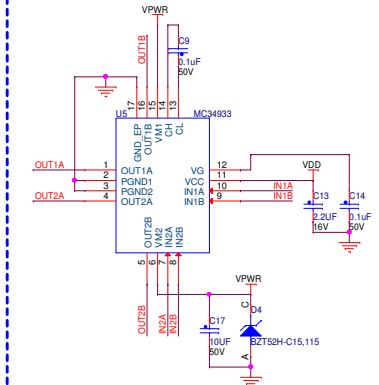 VPWR
OUT1B
C9
0.1uF
50V
17
16
15
14
13
U5
MC34933
GND_EP
OUT1B
VM1
CH
CL
OUT1A
1
OUT1A
2
PGND1
3
PGND2
OUT2A
4
OUT2A
VG
12
VCC
11
VDD
IN1A
10
IN1A
IN1B
9
IN1B
C13
2.2UF
16V
C14
0.1uF
50V
OUT2B
VM2
IN2A
IN2B
5
6
7
8
OUT2B
IN2A
IN2B
VPWR
C17
10UF
50V
C
D4
BZT52H-C15,115
A